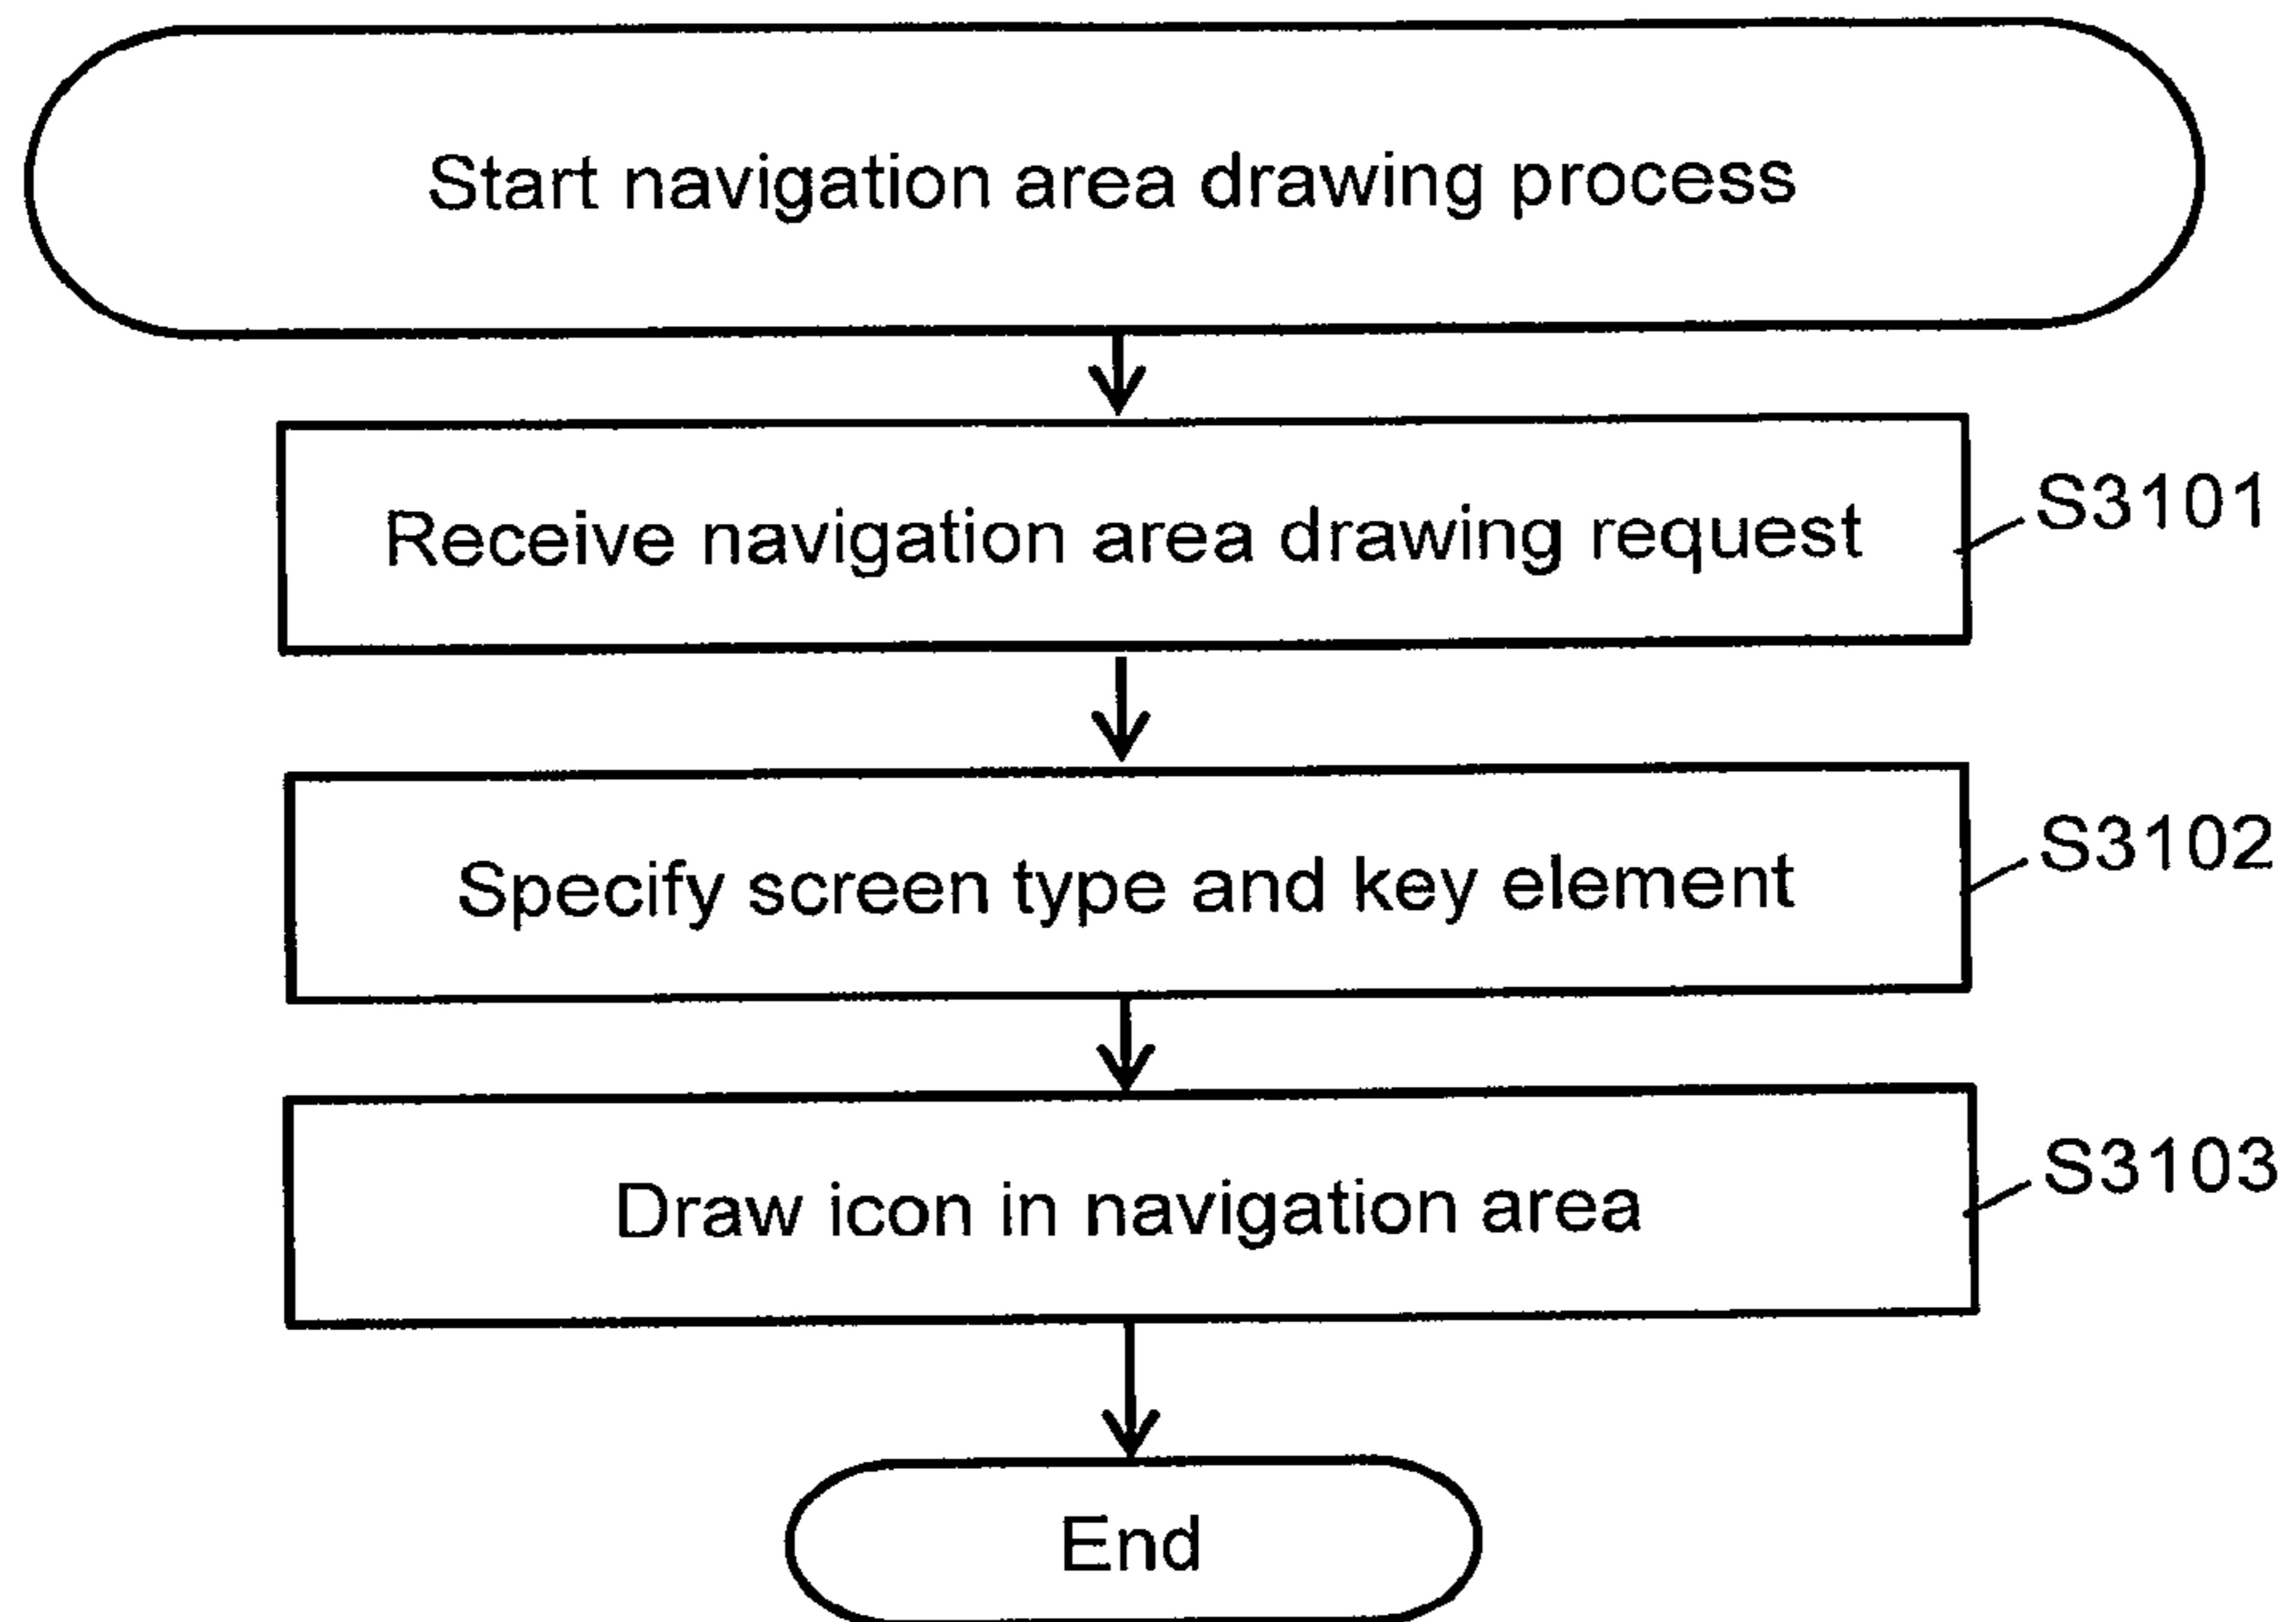 Start navigation area drawing process
Receive navigation area drawing request
S3101
Specify screen type and key element
S3102
Draw icon in navigation area
S3103
End